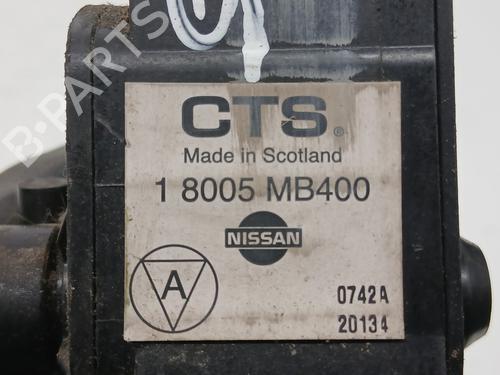 B-PARTS
CTS®
Made in Scotland
1 8005 MB400
NISSAN
A
0742A
20134